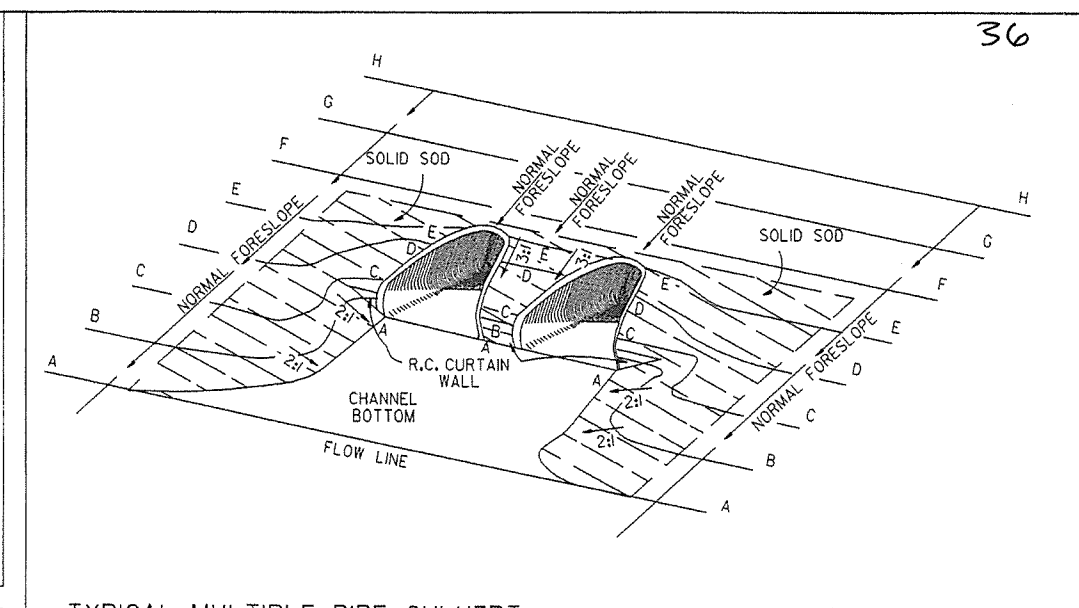 36
H
G
F
SOLID SOD
NORMAL
FORESLOPE
NORMAL
FORESLOPE
NORMAL
FORESLOPE
H
E
D
C
B
A
NORMAL FORESLOPE
E
D
C
A
2:1
2:1
3:1
E
D
3:1
C
B
A
SOLID SOD
G
F
E
D
C
A
E
D
C
B
A
NORMAL FORESLOPE
2:1
2:1
R.C. CURTAIN
WALL
CHANNEL
BOTTOM
FLOW LINE
TYPICAL MULTIPLE PIPE CULVERT